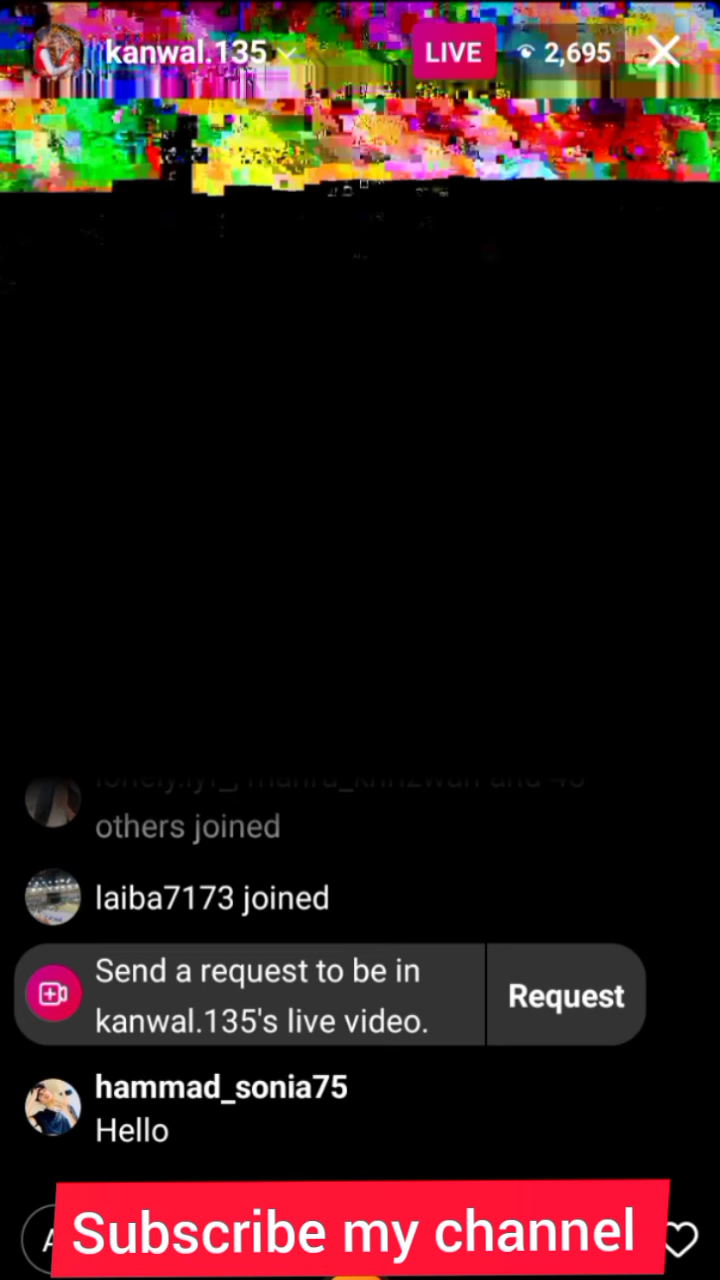 kanwal.135
LIVE 2,695
others joined
laiba7173 joined
Send a request to be in
kanwal.135's live video.
Request
hammad_sonia75
Hello
Subscribe my channel